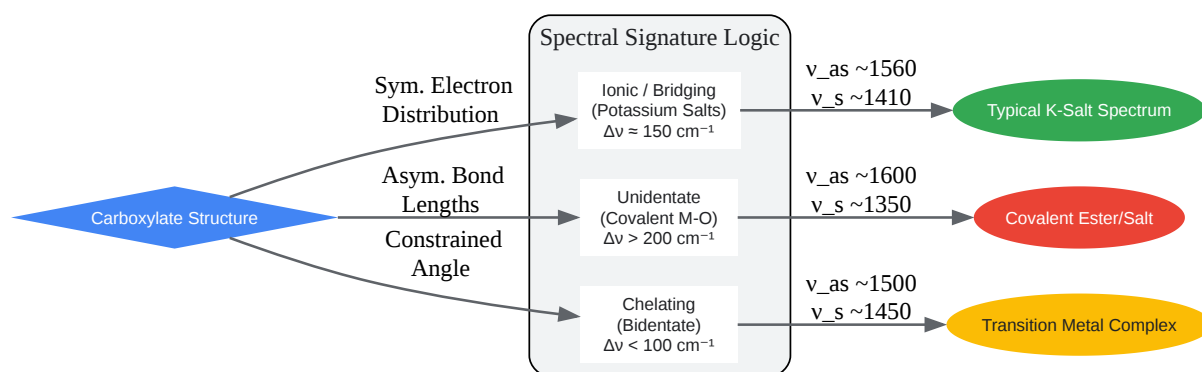 Spectral Signature Logic
Carboxylate Structure
Sym. Electron
Distribution
Ionic / Bridging
(Potassium Salts)
Δν ≈ 150 cm⁻¹
ν_as ~1560
ν_s ~1410
Typical K-Salt Spectrum
Asym. Bond
Lengths
Unidentate
(Covalent M-O)
Δν > 200 cm⁻¹
ν_as ~1600
ν_s ~1350
Covalent Ester/Salt
Constrained
Angle
Chelating
(Bidentate)
Δν < 100 cm⁻¹
ν_as ~1500
ν_s ~1450
Transition Metal Complex